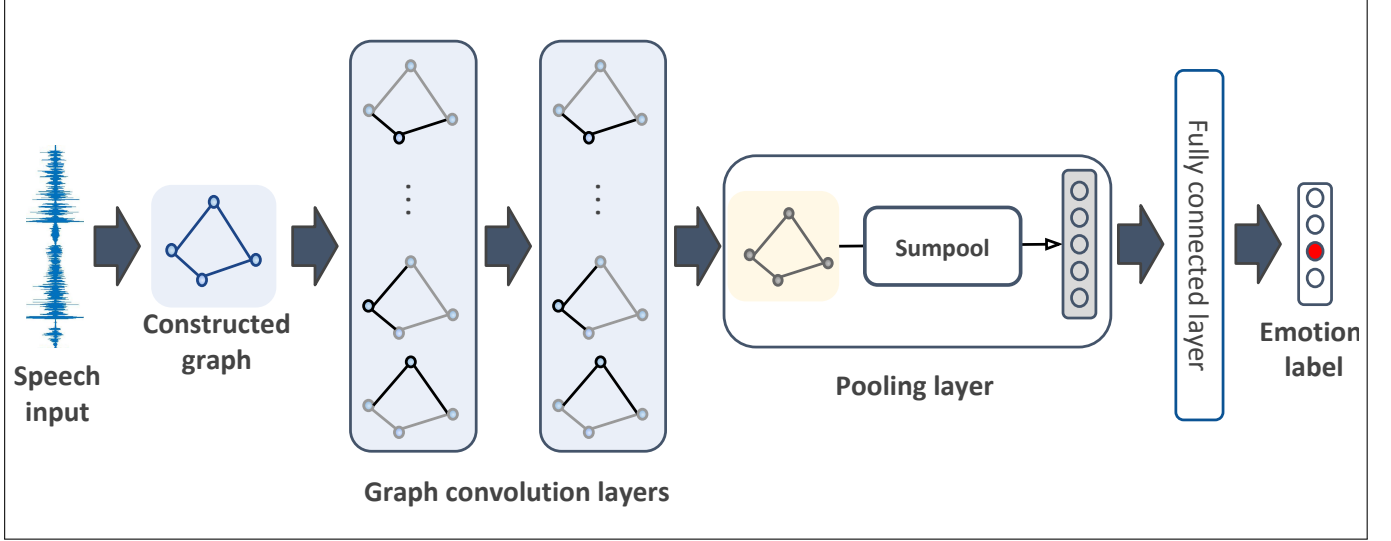 Speech
input
Constructed
graph
Graph convolution layers
Sumpool
Pooling layer
Fully connected layer
Emotion
label